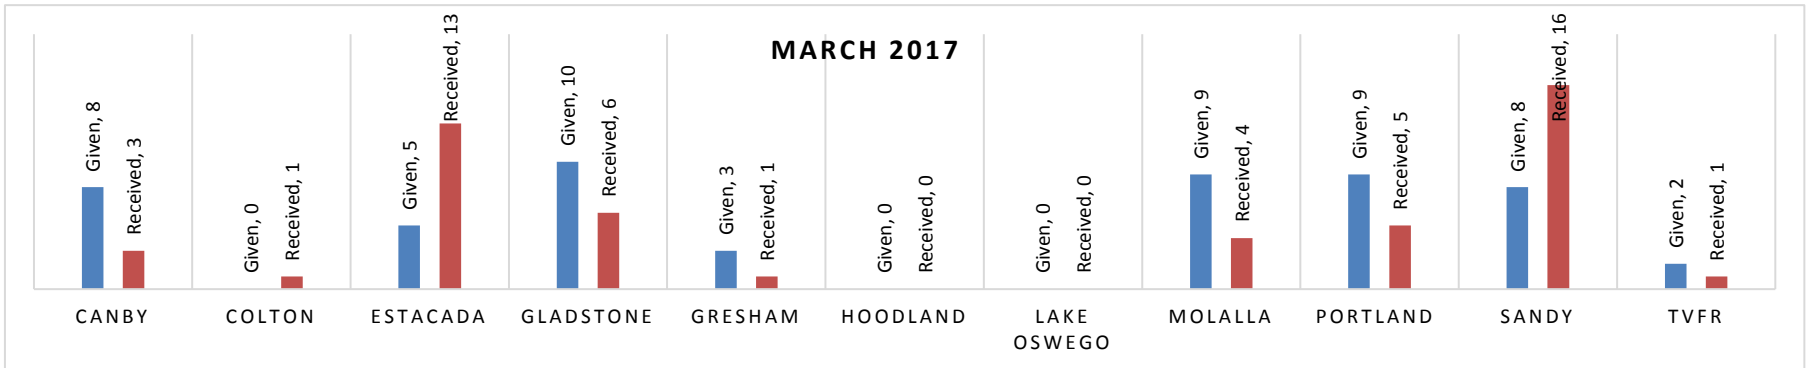 MARCH 2017
Given, 8
Received, 3
Given, 0
Received, 1
Given, 5
Received, 13
Given, 10
Received, 6
Given, 3
Received, 1
Given, 0
Received, 0
Given, 0
Received, 0
Given, 9
Received, 4
Given, 9
Received, 5
Given, 8
Received, 16
Given, 2
Received, 1
CANBY
COLTON
ESTACADA
GLADSTONE
GRESHAM
HOODLAND
LAKE
OSWEGO
MOLALLA
PORTLAND
SANDY
TVFR